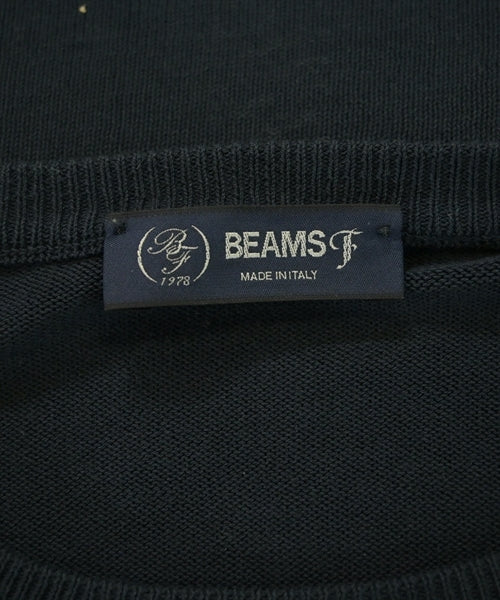 BF
1978
BEAMS F
MADE IN ITALY